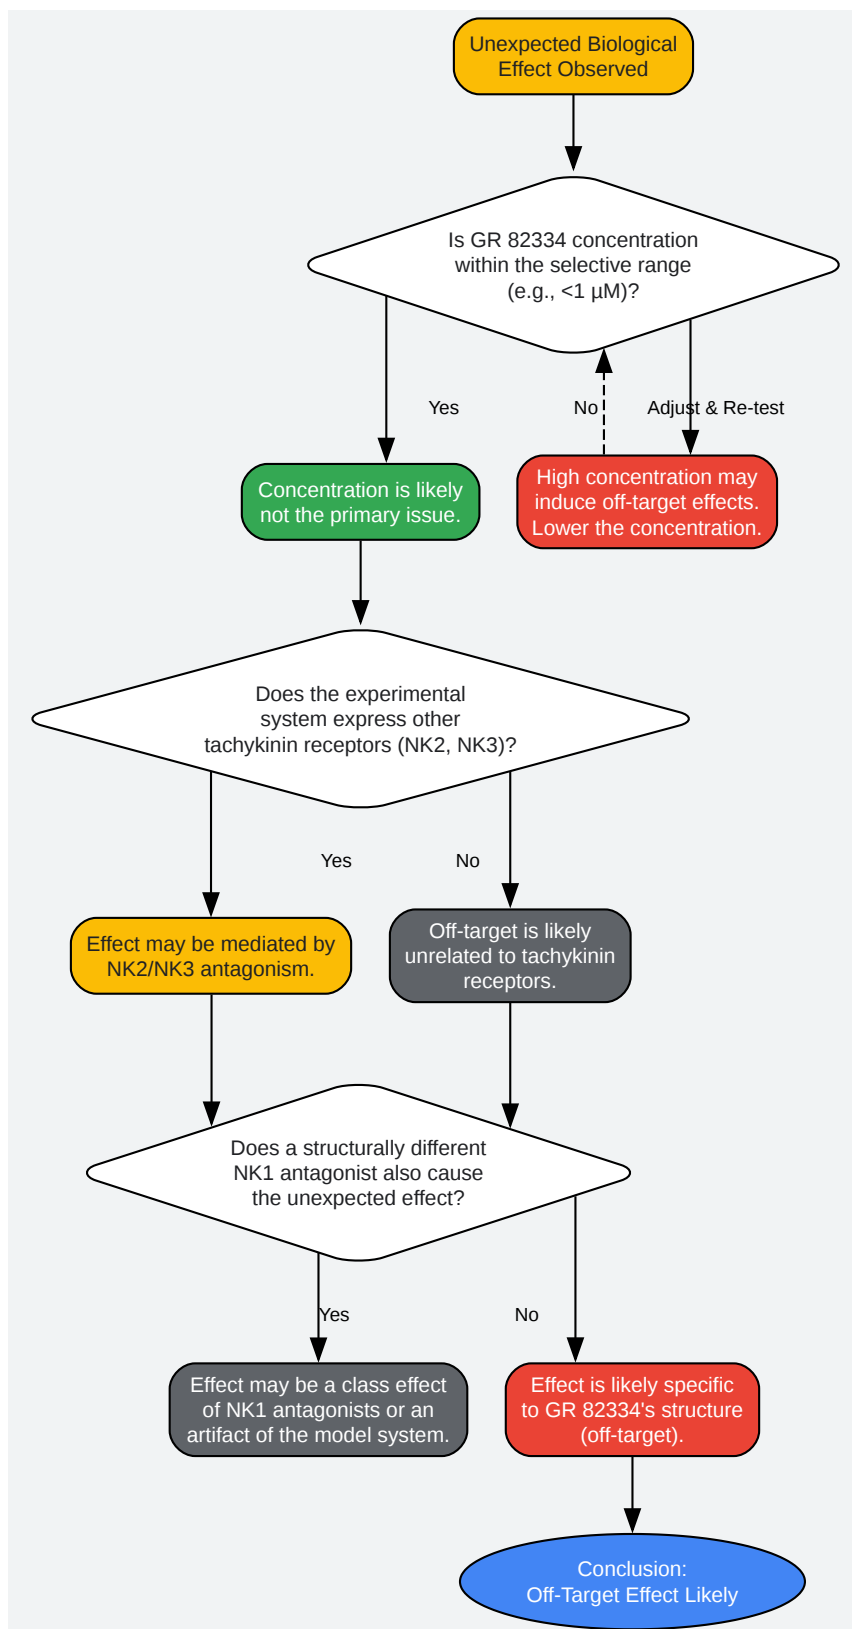 Unexpected Biological
Effect Observed
Is GR 82334 concentration
within the selective range
(e.g., <1 µM)?
Yes
No
Adjust & Re-test
Concentration is likely
not the primary issue.
High concentration may
induce off-target effects.
Lower the concentration.
Does the experimental
system express other
tachykinin receptors (NK2, NK3)?
Yes
No
Effect may be mediated by
NK2/NK3 antagonism.
Off-target is likely
unrelated to tachykinin
receptors.
Does a structurally different
NK1 antagonist also cause
the unexpected effect?
Yes
No
Effect may be a class effect
of NK1 antagonists or an
artifact of the model system.
Effect is likely specific
to GR 82334's structure
(off-target).
Conclusion:
Off-Target Effect Likely